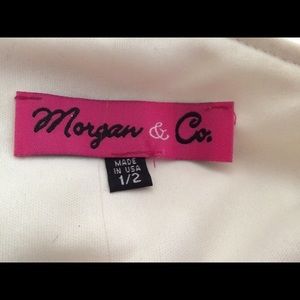 Morgan & Co.
MADE
IN USA
1/2